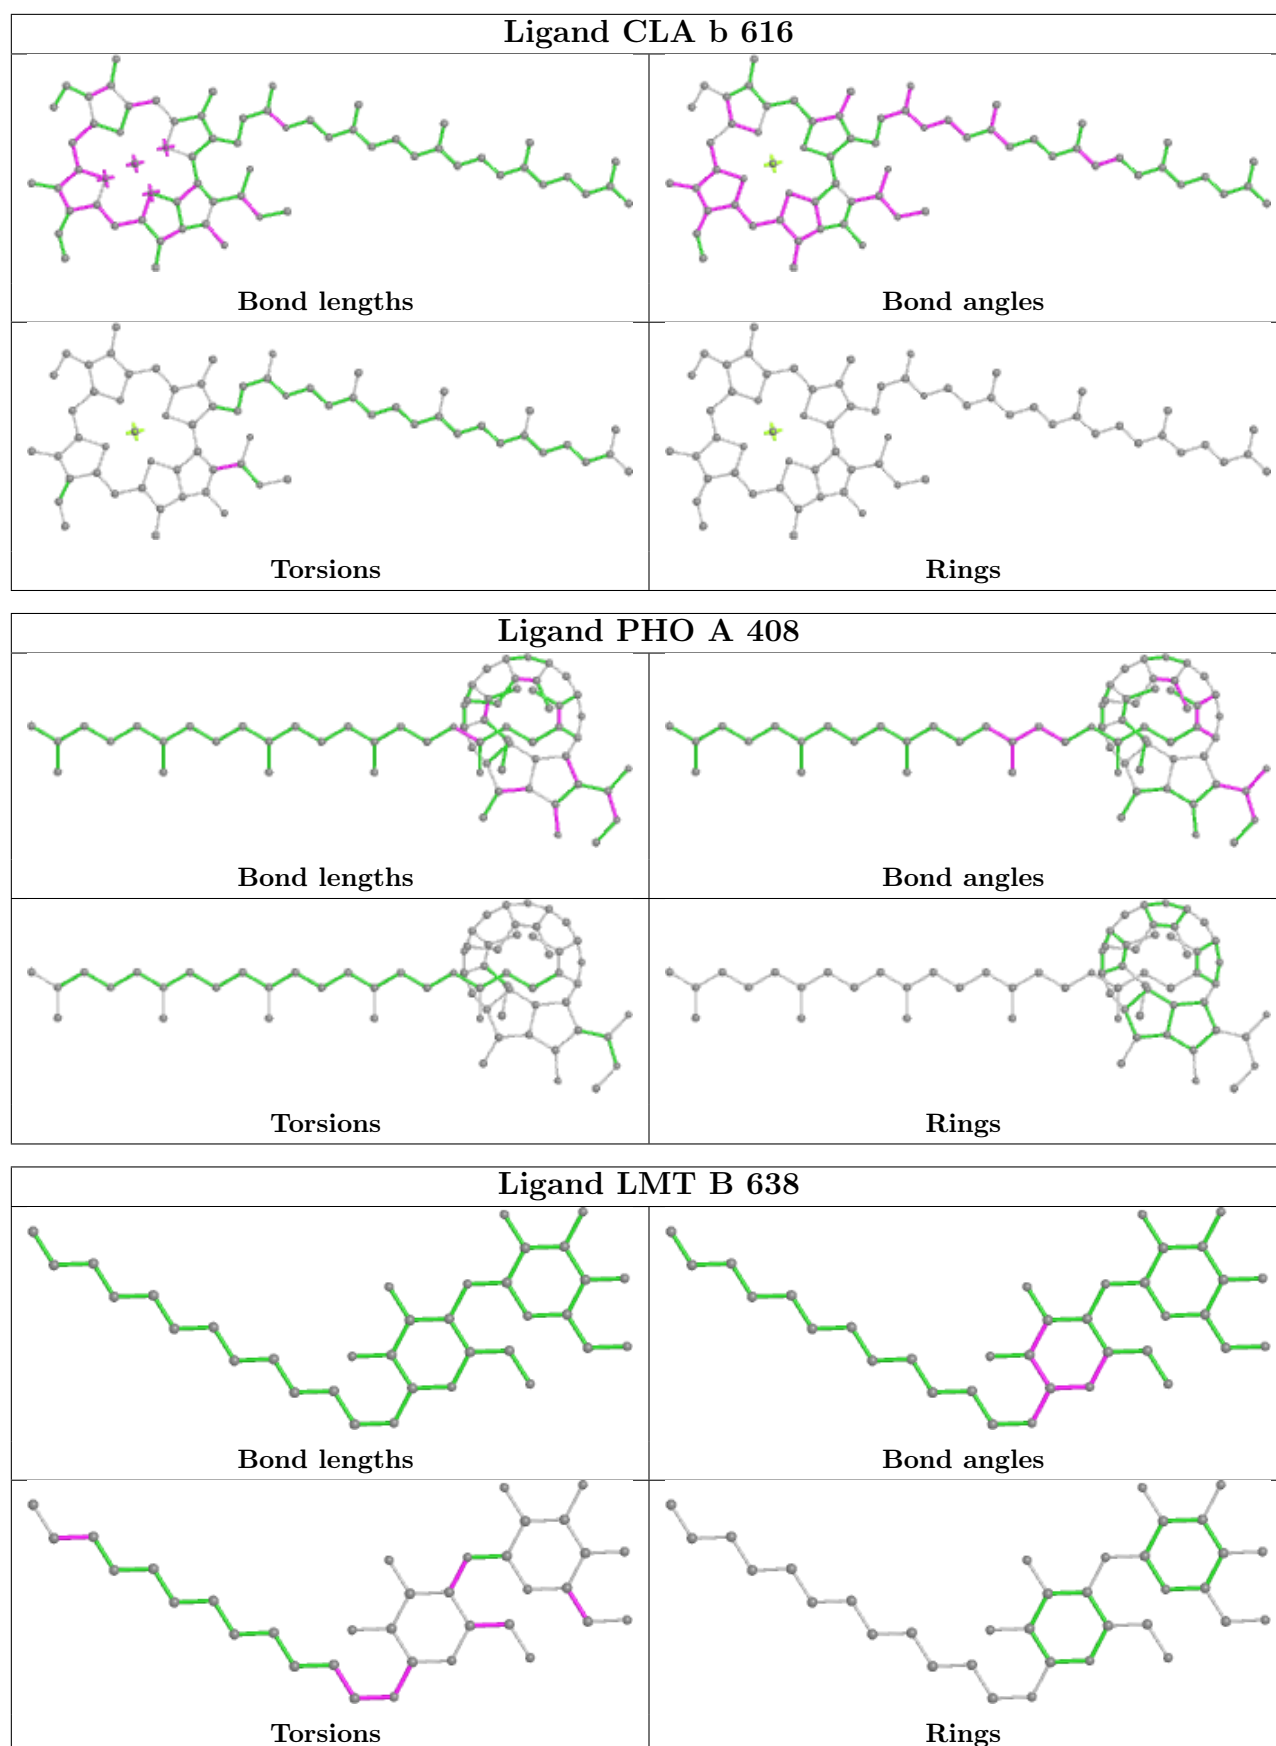 Ligand CLA b 616
Bond lengths
Bond angles
Torsions
Rings
Ligand PHO A 408
Bond lengths
Bond angles
Torsions
Rings
Ligand LMT B 638
Bond lengths
Bond angles
Torsions
Rings